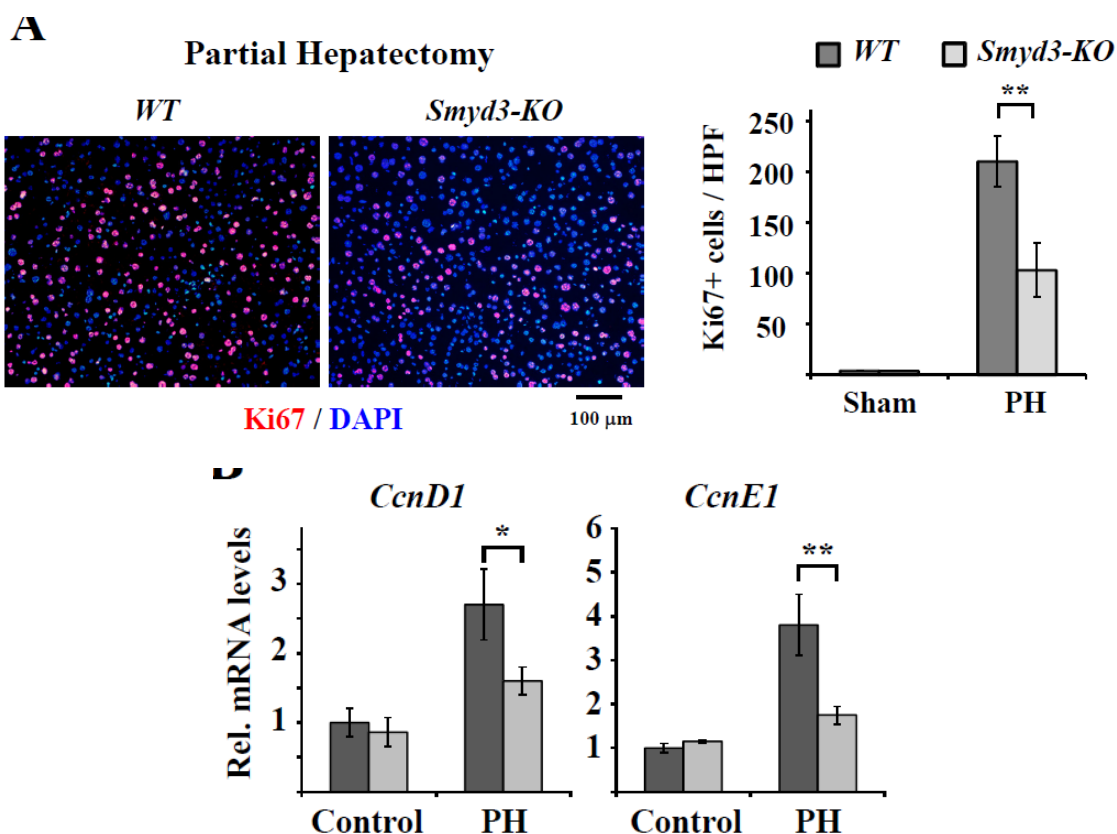 A
Partial Hepatectomy
WT
Smyd3-KO
Ki67 / DAPI
100 μm
WT
Smyd3-KO
**
Ki67+ cells / HPF
250
200
150
100
50
Sham
PH
CcnD1
Rel. mRNA levels
3
2
1
*
Control
PH
CcnE1
6
5
4
3
2
1
**
Control
PH